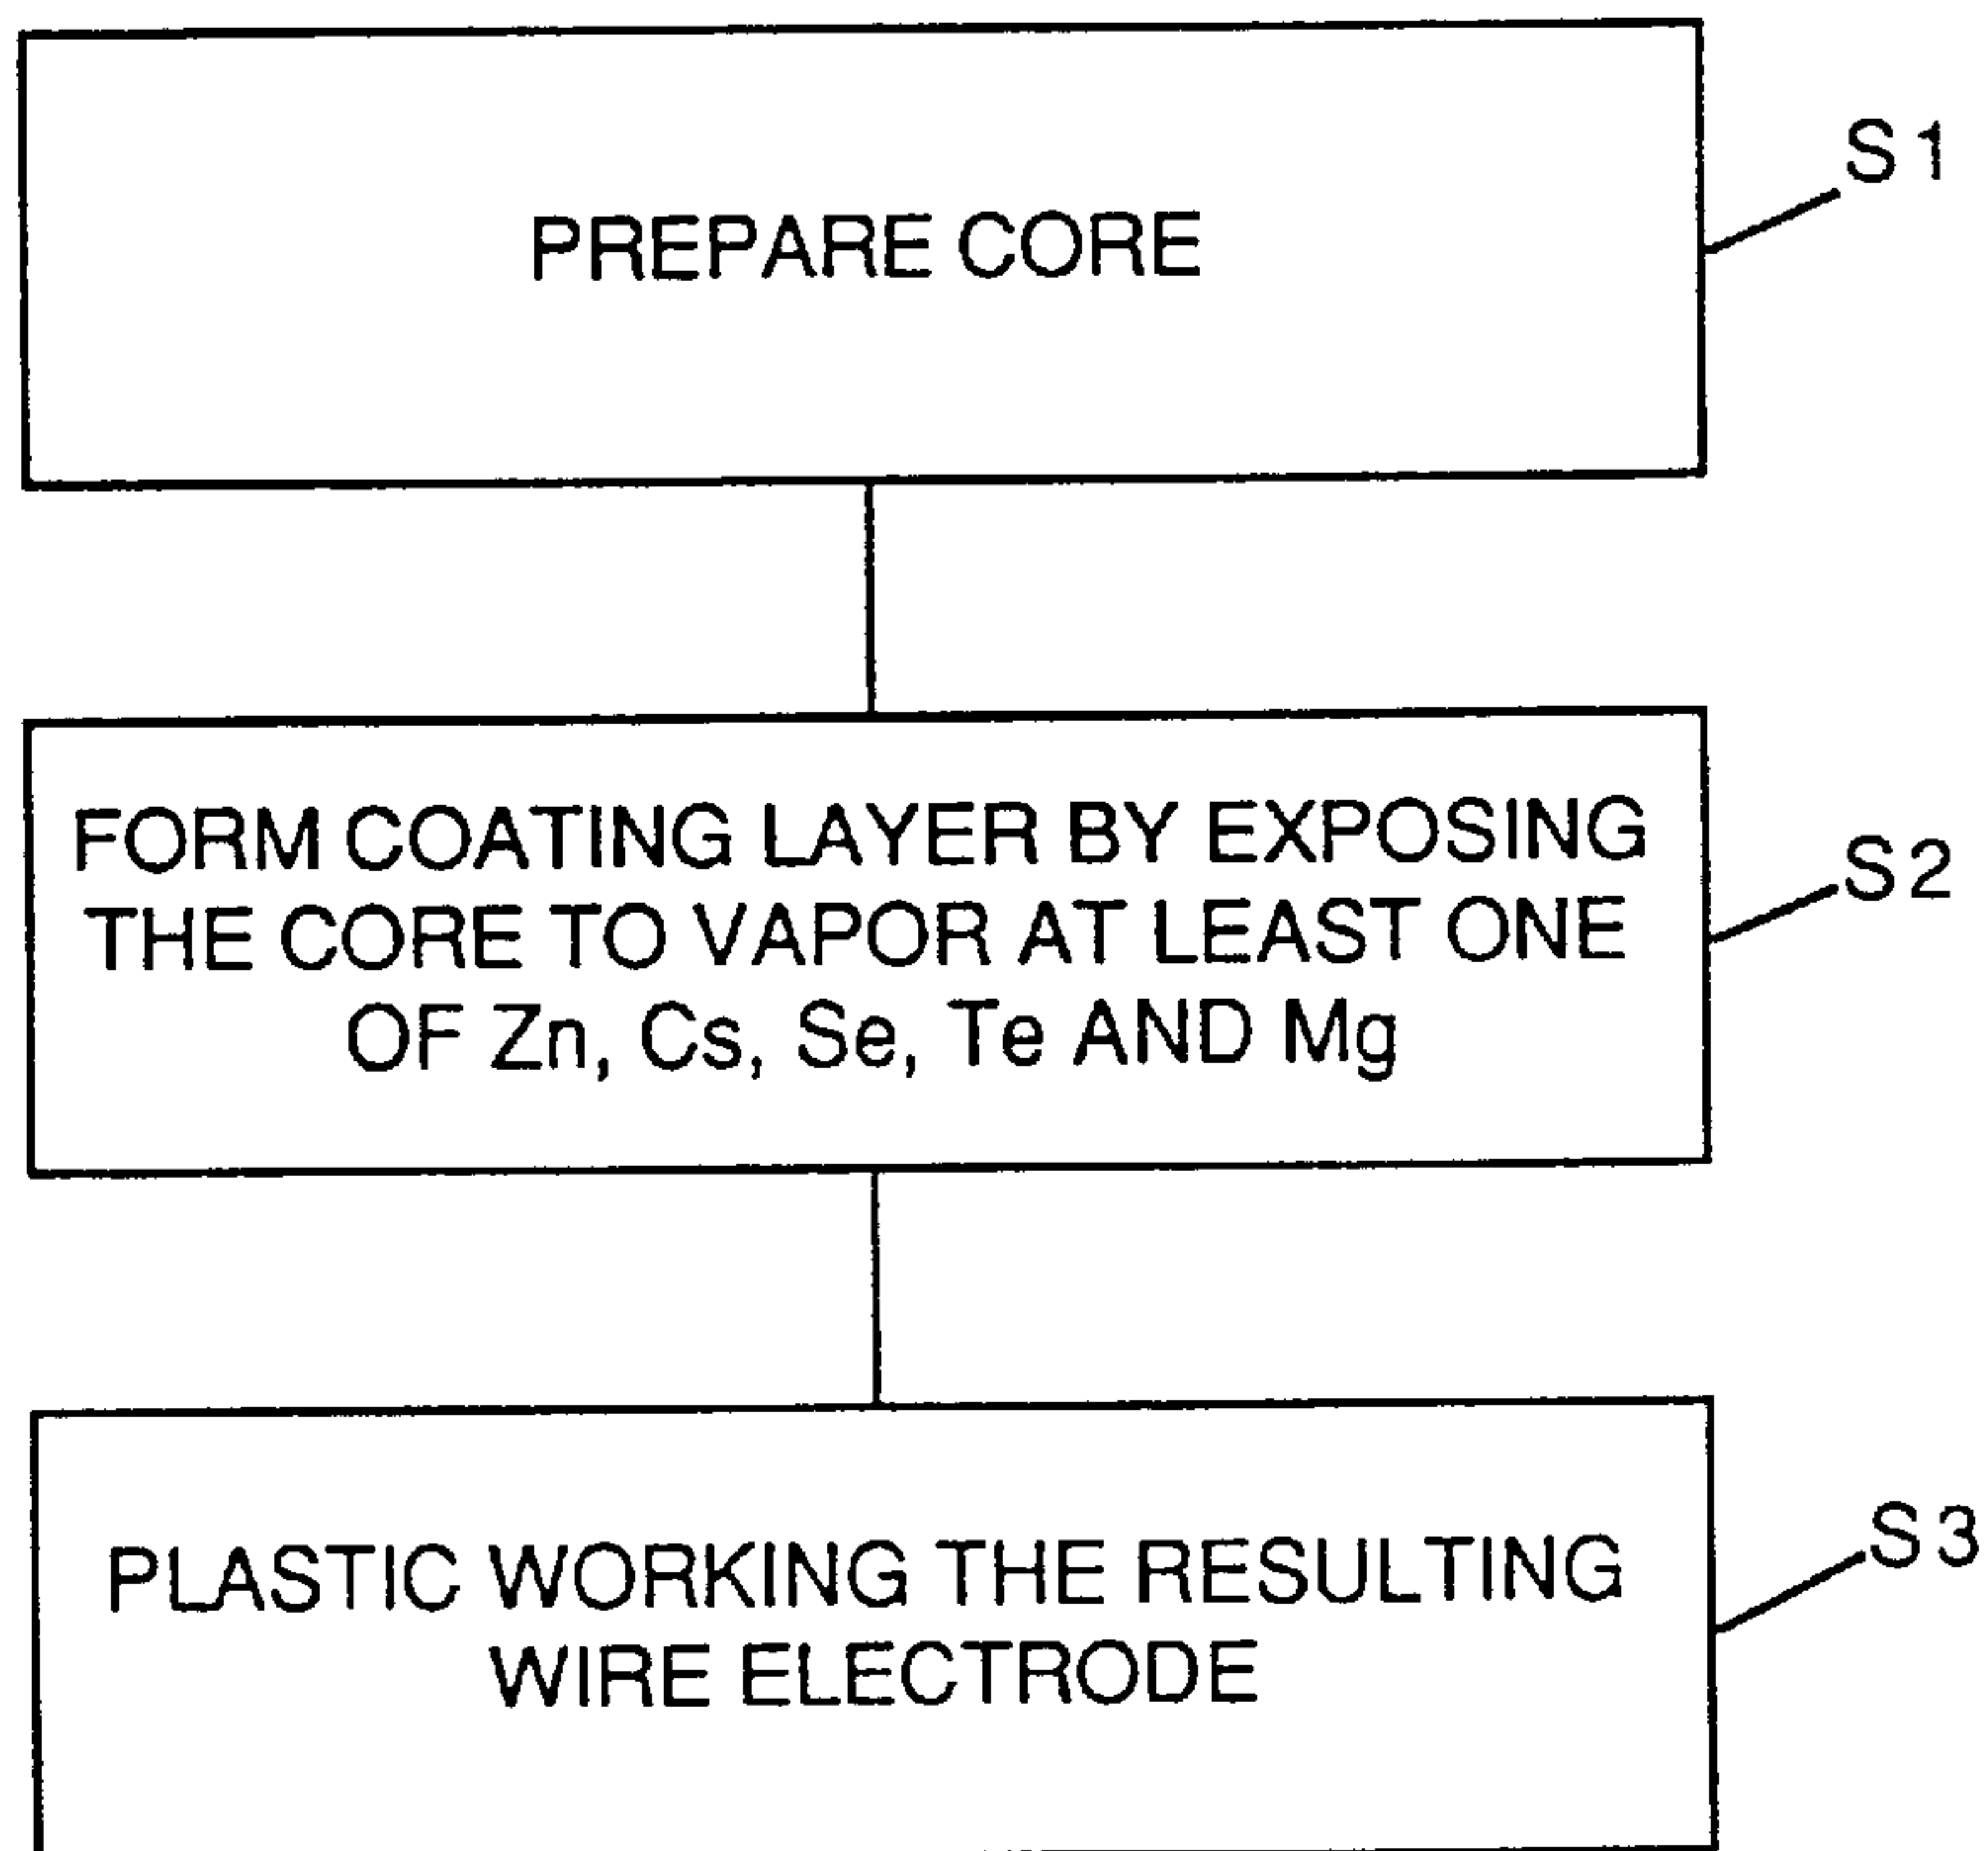 PREPARE CORE
S1
FORM COATING LAYER BY EXPOSING
THE CORE TO VAPOR AT LEAST ONE
OF Zn, Cs, Se, Te AND Mg
S2
PLASTIC WORKING THE RESULTING
WIRE ELECTRODE
S3